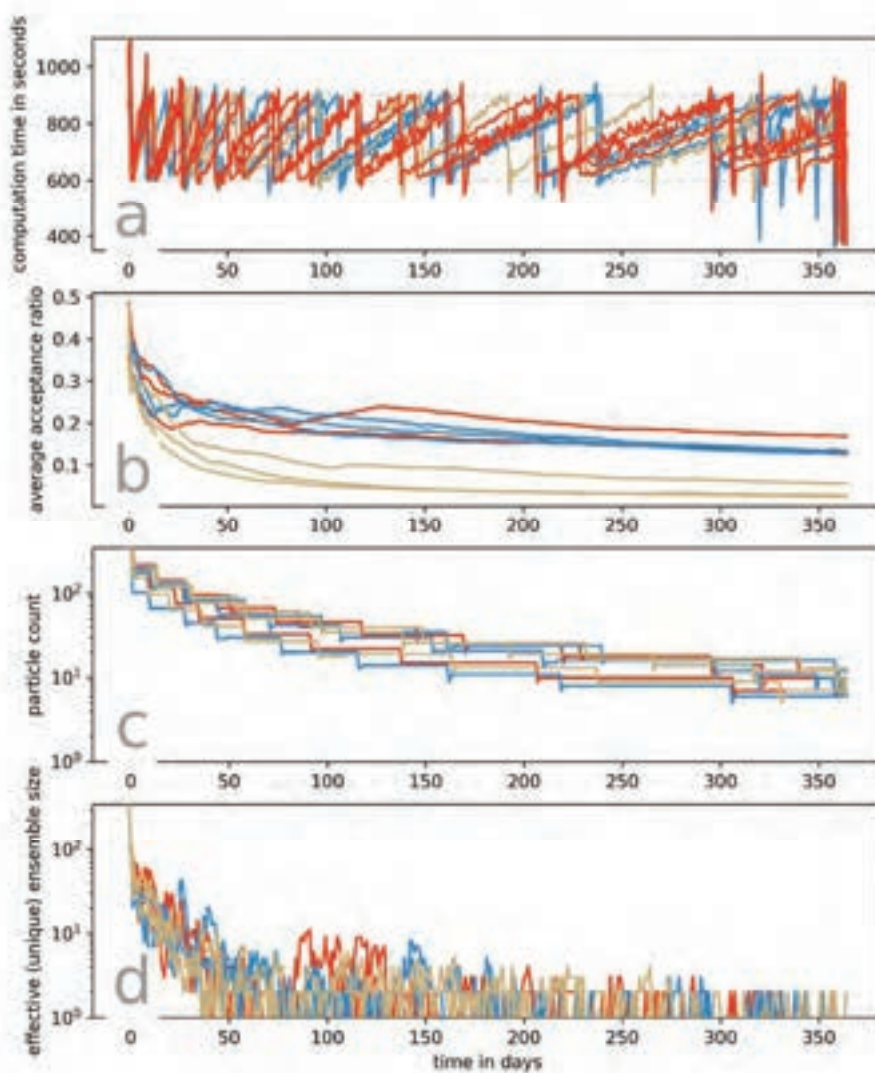 computation time in seconds
1000
800
600
400
a
0 50 100 150 200 250 300 350
average acceptance ratio
0.5
0.4
0.3
0.2
0.1
b
0 50 100 150 200 250 300 350
particle count
10²
10¹
10⁰
c
0 50 100 150 200 250 300 350
effective (unique) ensemble size
10²
10¹
10⁰
d
0 50 100 150 200 250 300 350
time in days